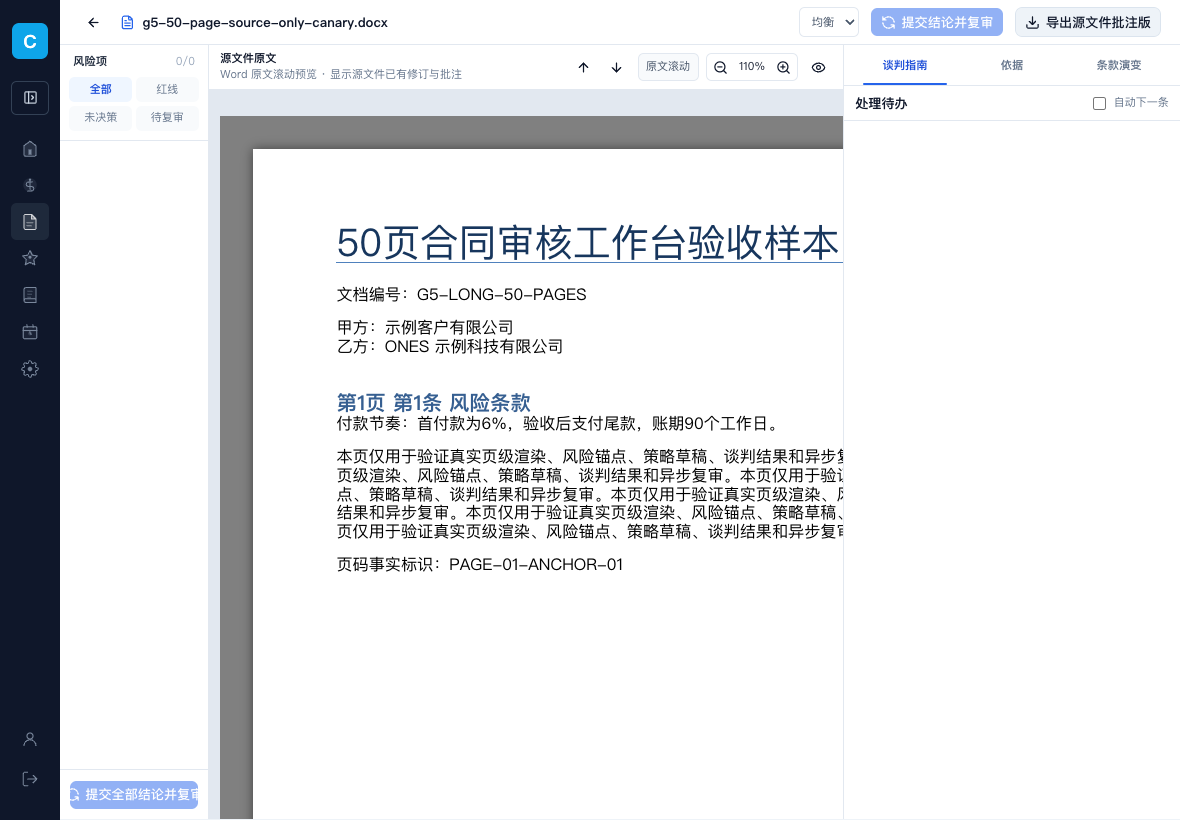 C
g5-50-page-source-only-canary.docx
均衡
提交结论并复审
导出源文件批注版
风险项
0/0
全部
红线
未决策
待复审
提交全部结论并复审
源文件原文
Word 原文滚动预览 · 显示源文件已有修订与批注
原文滚动
110%
50页合同审核工作台验收样本
文档编号：G5-LONG-50-PAGES
甲方：示例客户有限公司
乙方：ONES 示例科技有限公司
第1页 第1条 风险条款
付款节奏：首付款为6%，验收后支付尾款，账期90个工作日。
本页仅用于验证真实页级渲染、风险锚点、策略草稿、谈判结果和异步复
页级渲染、风险锚点、策略草稿、谈判结果和异步复审。本页仅用于验证
点、策略草稿、谈判结果和异步复审。本页仅用于验证真实页级渲染、风
结果和异步复审。本页仅用于验证真实页级渲染、风险锚点、策略草稿、
页仅用于验证真实页级渲染、风险锚点、策略草稿、谈判结果和异步复审
页码事实标识：PAGE-01-ANCHOR-01
谈判指南
依据
条款演变
处理待办
自动下一条